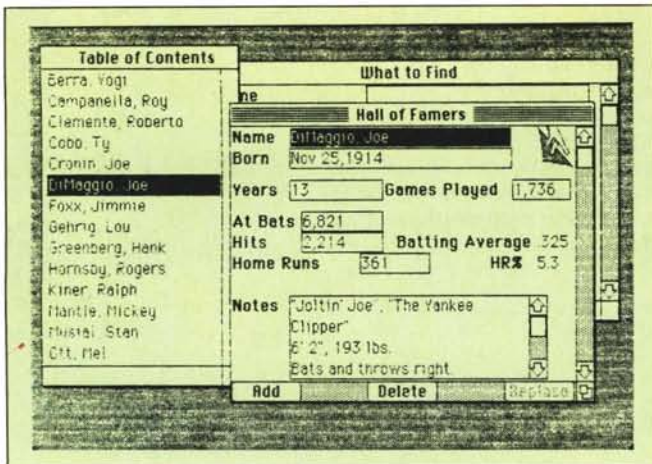 Table of Contents
Berra, Yogi
Campanella, Roy
Clemente, Roberto
Cobb, Ty
Cronin, Joe
DiMaggio, Joe
Foxx, Jimmie
Gehrig, Lou
Greenberg, Hank
Hornsby, Rogers
Kiner, Ralph
Mantle, Mickey
Musial, Stan
Ott, Mel
What to Find
me
Hall of Famers
Name DiMaggio, Joe
Born Nov 25,1914
Years 13 Games Played 1,736
At Bats 6,821
Hits 2,214 Batting Average .325
Home Runs 361 HR% 5.3
Notes "Joltin' Joe", "The Yankee
Clipper"
6' 2", 193 lbs.
Bats and throws right.
Add Delete Replace